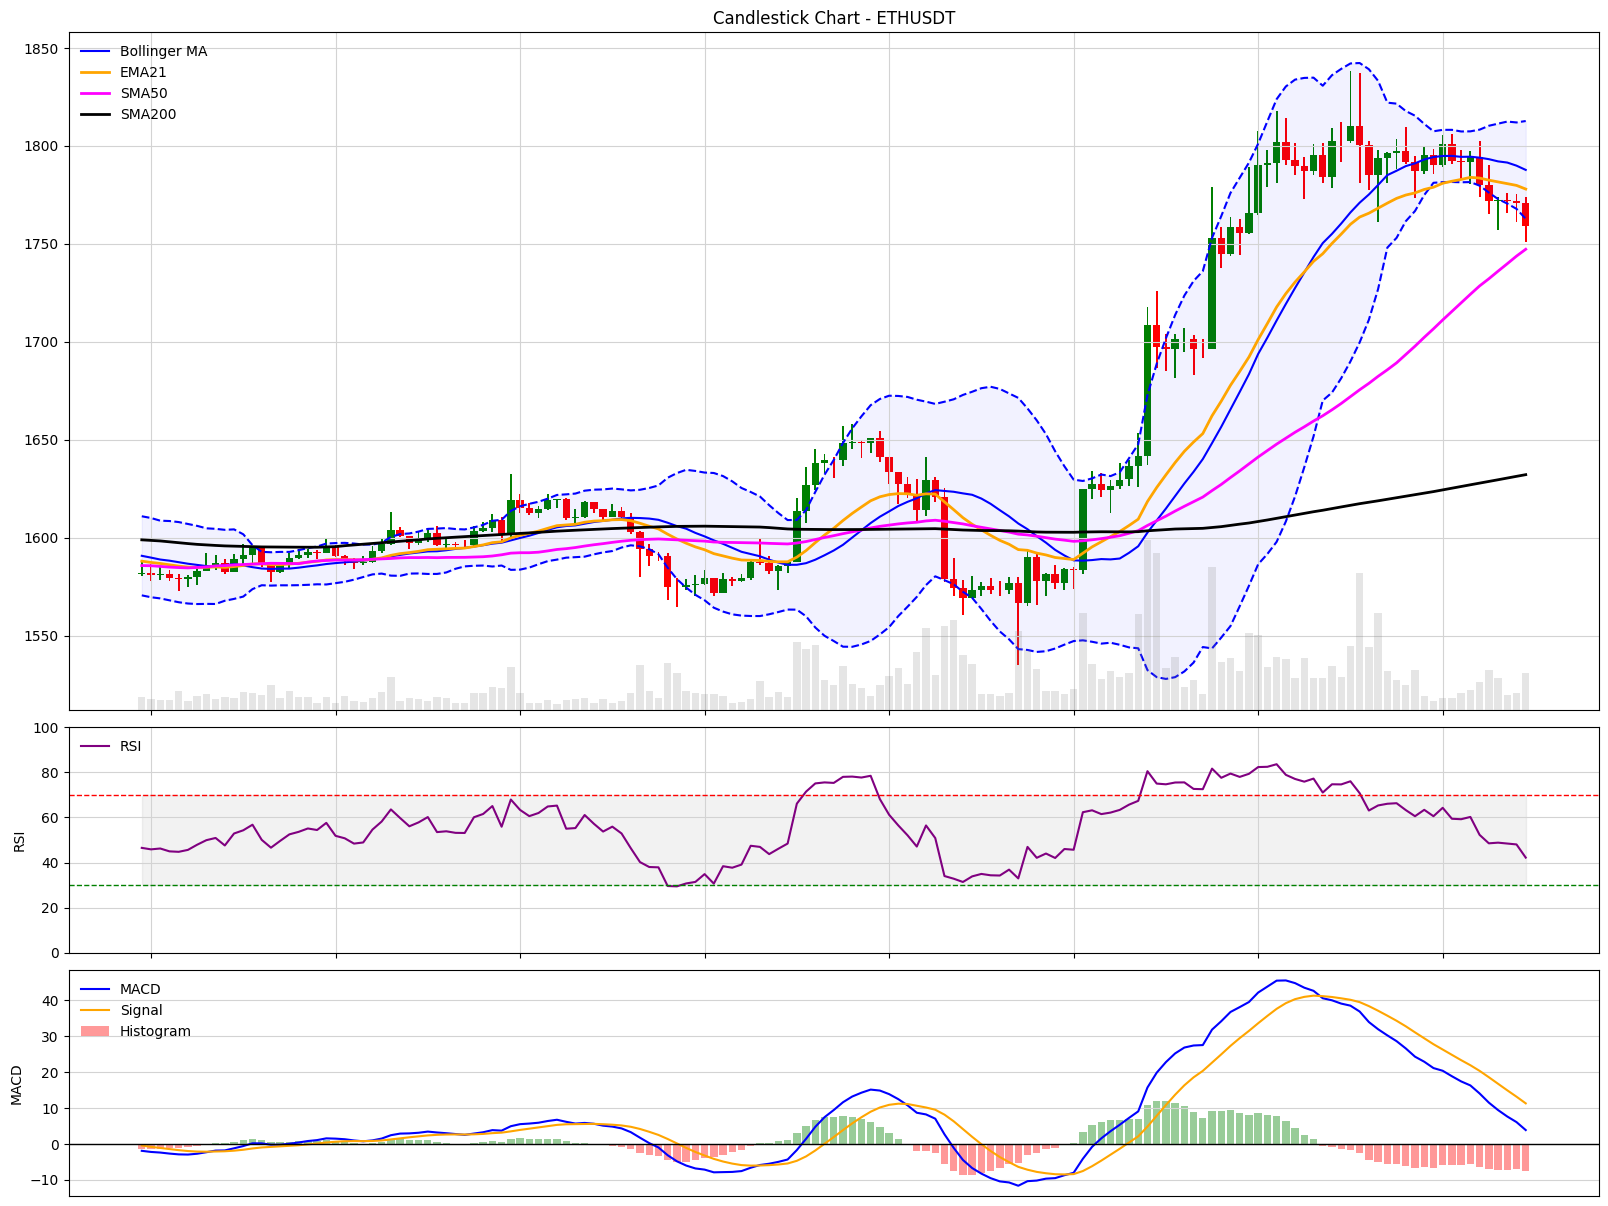 Candlestick Chart - ETHUSDT
1850
1800
1750
1700
1650
1600
1550
Bollinger MA
EMA21
SMA50
SMA200
100
80
60
40
20
0
RSI
RSI
40
30
20
10
0
−10
MACD
MACD
Signal
Histogram